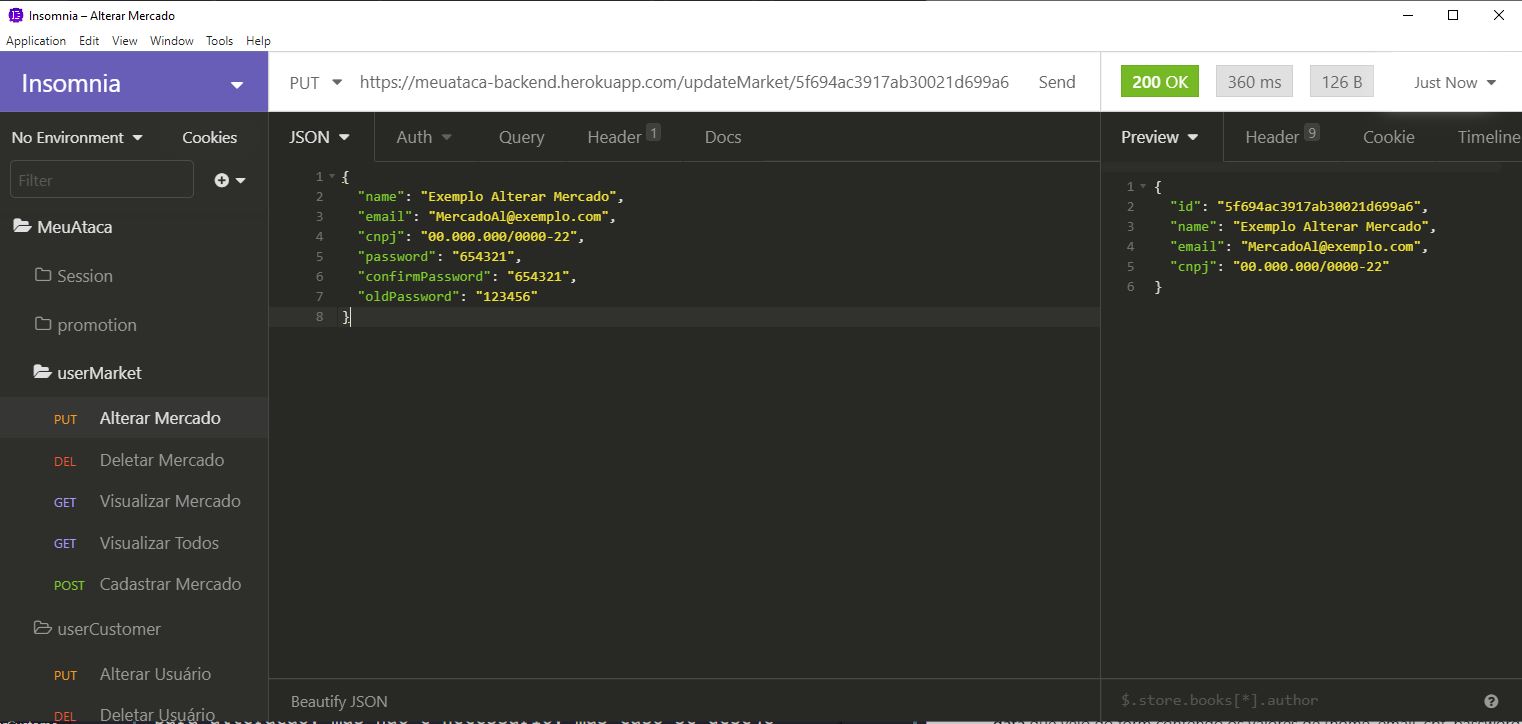 Insomnia – Alterar Mercado
Application Edit View Window Tools Help
Insomnia
PUT https://meuataca-backend.herokuapp.com/updateMarket/5f694ac3917ab30021d699a6 Send
200 OK 360 ms 126 B Just Now
No Environment Cookies
JSON Auth Query Header 1 Docs
Preview Header 9 Cookie Timeline
Filter
MeuAtaca
Session
promotion
userMarket
PUT Alterar Mercado
DEL Deletar Mercado
GET Visualizar Mercado
GET Visualizar Todos
POST Cadastrar Mercado
userCustomer
PUT Alterar Usuário
DEL Deletar Usuário
1 {
2 "name": "Exemplo Alterar Mercado",
3 "email": "MercadoAl@exemplo.com",
4 "cnpj": "00.000.000/0000-22",
5 "password": "654321",
6 "confirmPassword": "654321",
7 "oldPassword": "123456"
8 }
Beautify JSON
1 {
2 "id": "5f694ac3917ab30021d699a6",
3 "name": "Exemplo Alterar Mercado",
4 "email": "MercadoAl@exemplo.com",
5 "cnpj": "00.000.000/0000-22"
6 }
$.store.books[*].author